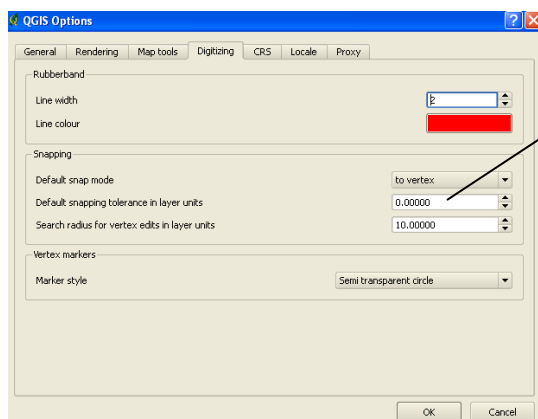 QGIS Options
General Rendering Map tools Digitizing CRS Locale Proxy
Rubberband
Line width 2
Line colour
Snapping
Default snap mode to vertex
Default snapping tolerance in layer units 0.00000
Search radius for vertex edits in layer units 10.00000
Vertex markers
Marker style Semi transparent circle
OK Cancel